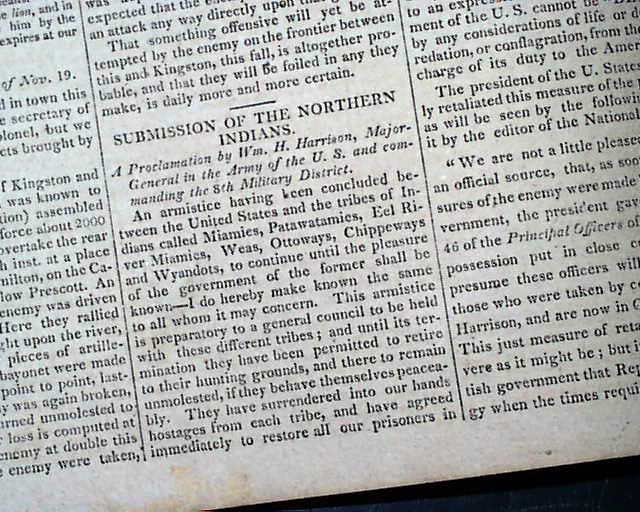 the lion, and in
him by the
expires at our
of Nov. 19.
d in town this
e secretary of
olonel, but we
cts brought by
f Kingston and
was known to
tion) assembled
force about 2000
overtake the rear
h inst. at a place
milton, on the Ca-
low Prescott. An
enemy was driven
Here they rallied
ght upon the river,
pieces of artille-
bayonet were made
point to point, last-
y was again broken,
urned unmolested to
r loss is computed at
enemy at double this
e enemy were taken,
expected that the
an attack any way directly upon
That something offensive will yet be at-
tempted by the enemy on the frontier between
this and Kingston, this fall, is altogether pro-
bable, and that they will be foiled in any they
make, is daily more and more certain.
SUBMISSION OF THE NORTHERN
INDIANS.
A Proclamation by Wm. H. Harrison, Major-
General in the Army of the U. S. and com-
manding the 8th Military District.
An armistice having been concluded be-
tween the United States and the tribes of In-
dians called Miamies, Patawatamies, Eel Ri-
ver Miamies, Weas, Ottoways, Chippeways
and Wyandots, to continue until the pleasure
of the government of the former shall be
known—I do hereby make known the same
to all whom it may concern. This armistice
is preparatory to a general council to be held
with these different tribes; and until its ter-
mination they have been permitted to retire
to their hunting grounds, and there to remain
unmolested, if they behave themselves peacea-
bly. They have surrendered into our hands
hostages from each tribe, and have agreed
immediately to restore all our prisoners in
to an expres
ment of the U. S. cannot be
by any considerations of life or
redation, or conflagration, from th
charge of its duty to the Amer
The president of the U. States
ly retaliated this measure of the
as will be seen by the followi
it by the editor of the National
"We are not a little please
an official source, that, as soo
sures of the enemy were made
vernment, the president gav
46 of the Principal Officers of
possession put in close c
presume these officers will
those who were taken by c
Harrison, and are now in
This just measure of reta
vere as it might be; but i
tish government that Rep
gy when the times requi